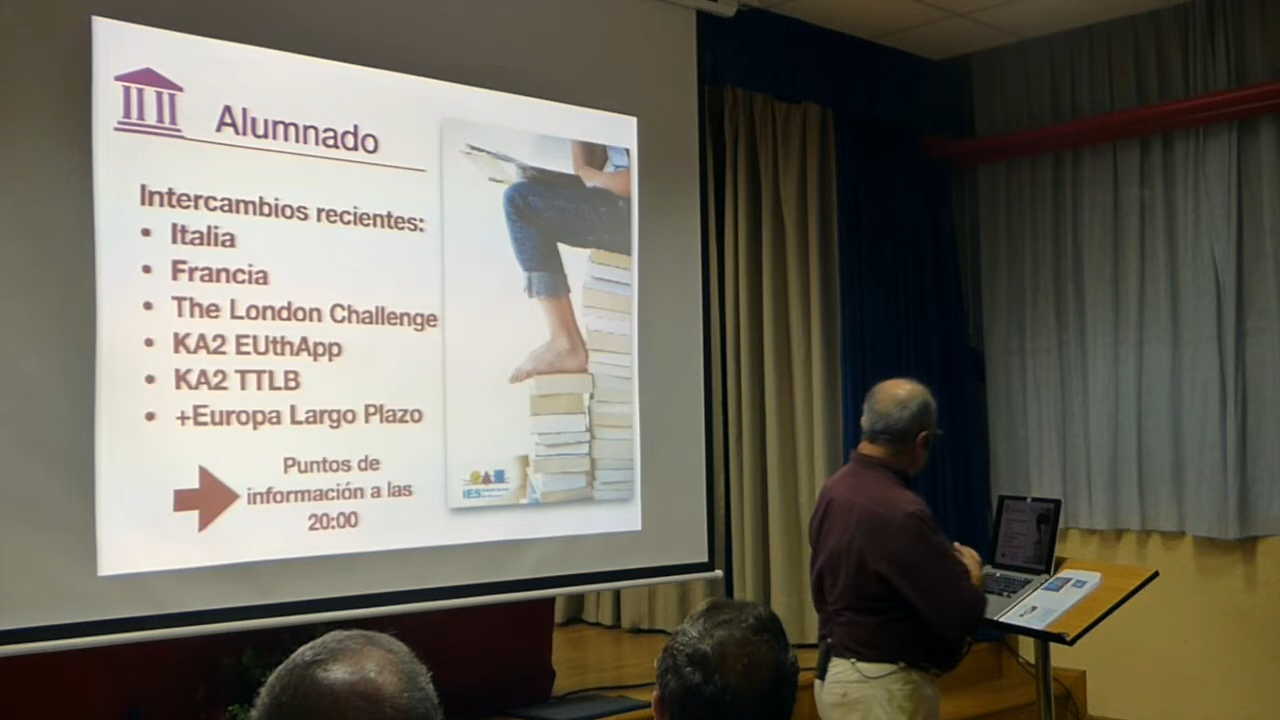 Alumnado
Intercambios recientes:
• Italia
• Francia
• The London Challenge
• KA2 EUthApp
• KA2 TTLB
• +Europa Largo Plazo
Puntos de
información a las
20:00
IES